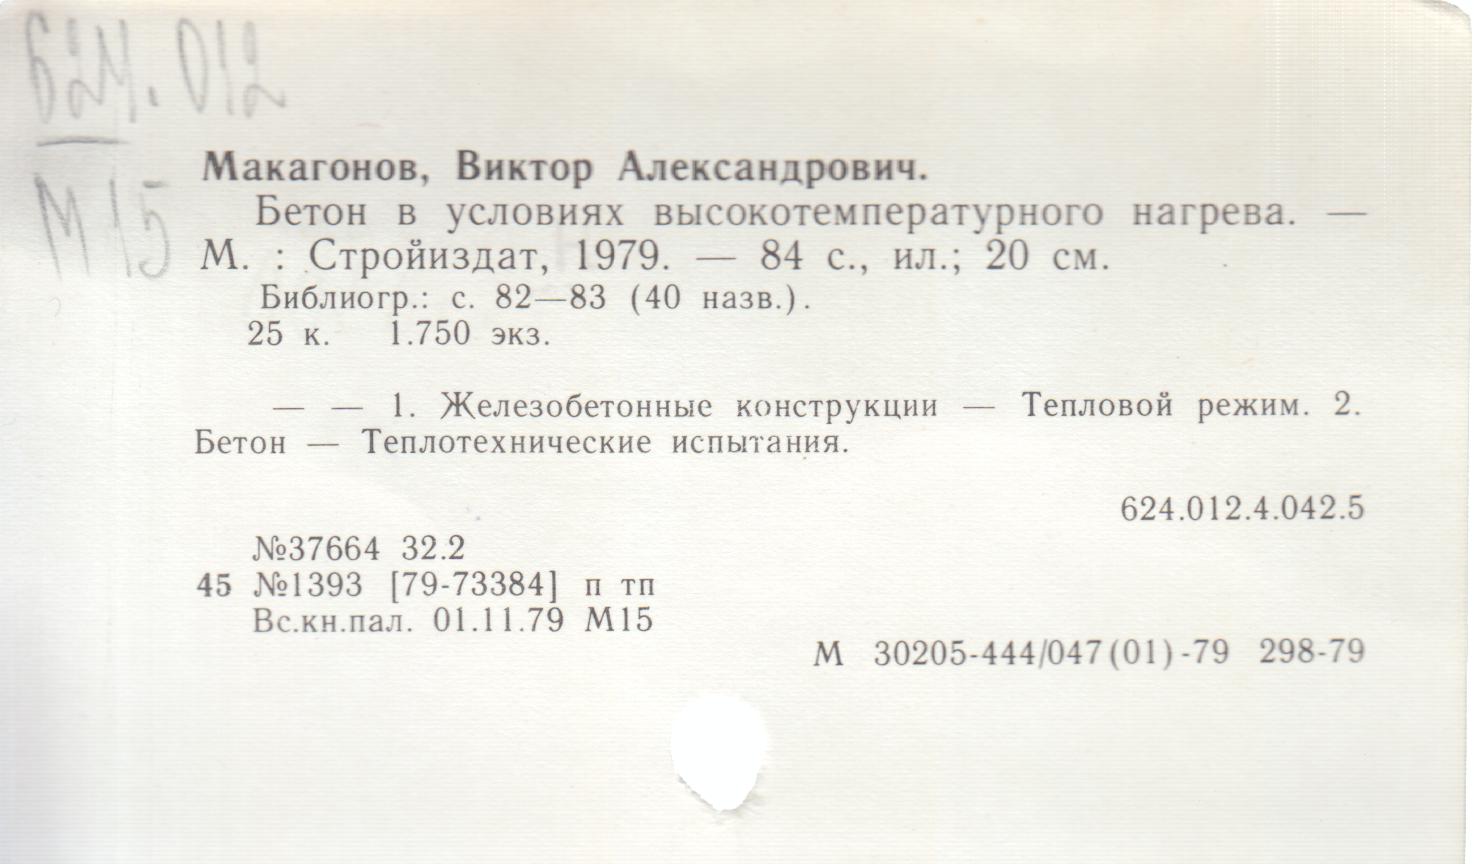 624.012
М15
Макагонов, Виктор Александрович.
Бетон в условиях высокотемпературного нагрева. —
М. : Стройиздат, 1979. — 84 с., ил.; 20 см.
Библиогр.: с. 82—83 (40 назв.).
25 к. 1.750 экз.
— — 1. Железобетонные конструкции — Тепловой режим. 2.
Бетон — Теплотехнические испытания.
624.012.4.042.5
№37664 32.2
45 №1393 [79-73384] п тп
Вс.кн.пал. 01.11.79 М15
М 30205-444/047(01)-79 298-79